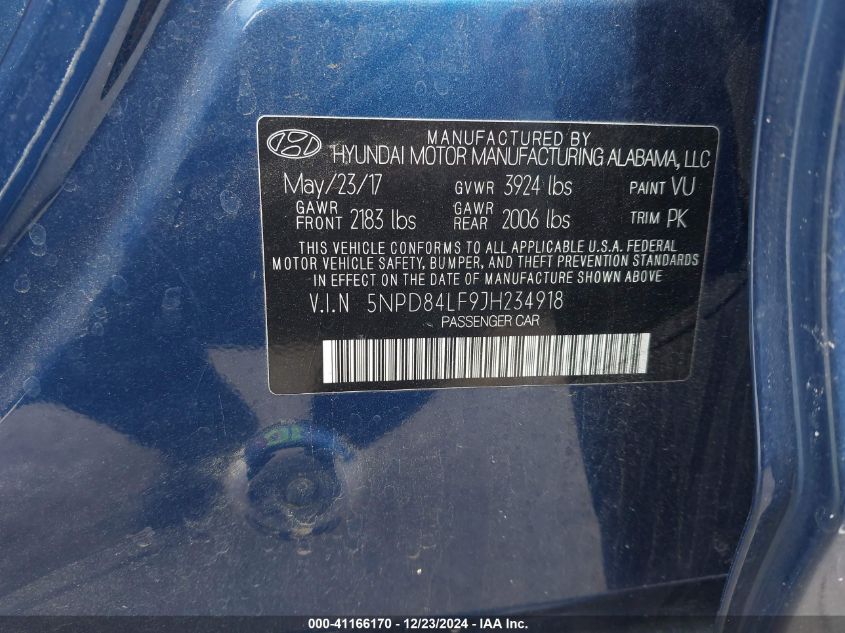 MANUFACTURED BY
HYUNDAI MOTOR MANUFACTURING ALABAMA, LLC
May/23/17 GVWR 3924 lbs PAINT VU
GAWR FRONT 2183 lbs GAWR REAR 2006 lbs TRIM PK
THIS VEHICLE CONFORMS TO ALL APPLICABLE U.S.A. FEDERAL
MOTOR VEHICLE SAFETY, BUMPER, AND THEFT PREVENTION STANDARDS
IN EFFECT ON THE DATE OF MANUFACTURE SHOWN ABOVE
V.I.N 5NPD84LF9JH234918
PASSENGER CAR
000-41166170 - 12/23/2024 - © IAA Holdings, LLC.